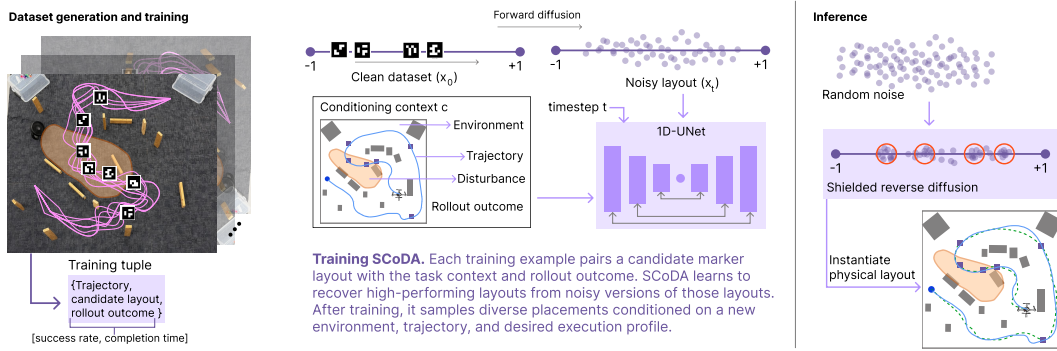 Dataset generation and training
Training tuple
{Trajectory,
candidate layout,
rollout outcome }
[success rate, completion time]
Forward diffusion
-1
+1
Clean dataset (x0)
-1
+1
Noisy layout (xt)
Conditioning context c
Environment
Trajectory
Disturbance
Rollout outcome
timestep t
1D-UNet
Training SCoDA. Each training example pairs a candidate marker
layout with the task context and rollout outcome. SCoDA learns to
recover high-performing layouts from noisy versions of those layouts.
After training, it samples diverse placements conditioned on a new
environment, trajectory, and desired execution profile.
Inference
Random noise
-1
+1
Shielded reverse diffusion
Instantiate
physical layout